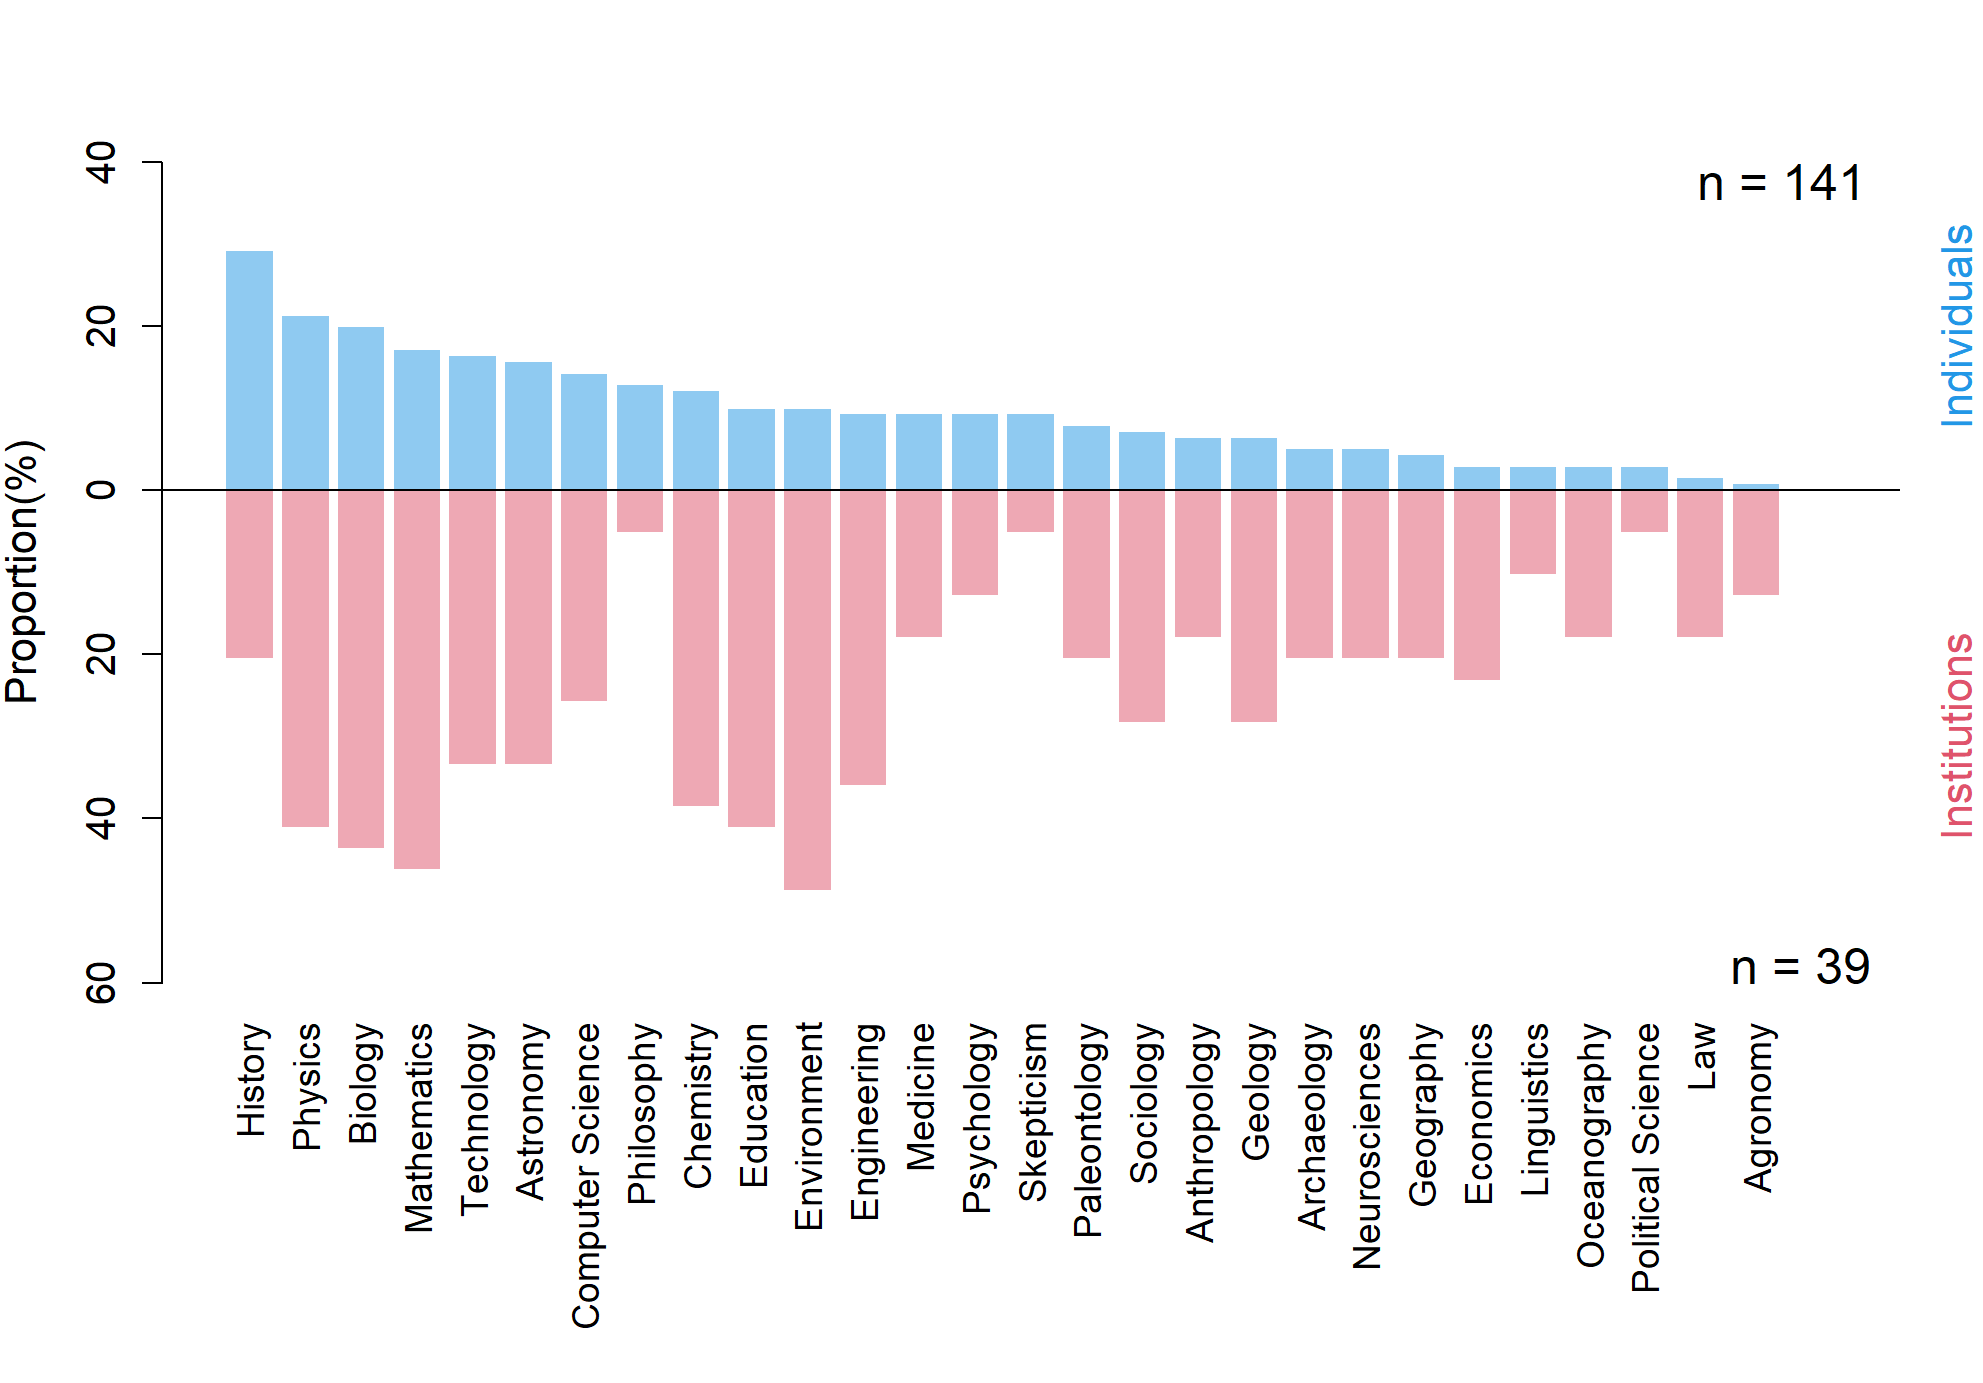 40
20
0
20
40
60
Proportion(%)
n = 141
Individuals
Institutions
n = 39
History
Physics
Biology
Mathematics
Technology
Astronomy
Computer Science
Philosophy
Chemistry
Education
Environment
Engineering
Medicine
Psychology
Skepticism
Paleontology
Sociology
Anthropology
Geology
Archaeology
Neurosciences
Geography
Economics
Linguistics
Oceanography
Political Science
Law
Agronomy